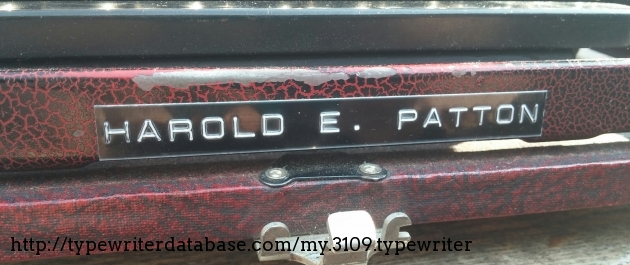 HAROLD E. PATTON
http://typewriterdatabase.com/my.3109.typewriter